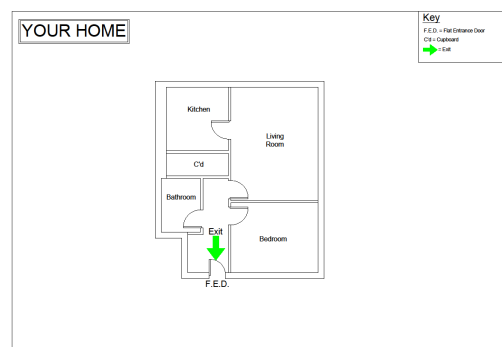 YOUR HOME
Key
F.E.D. = Flat Entrance Door
C'd = Cupboard
= Exit
Kitchen
Living
Room
C'd
Bathroom
Exit
Bedroom
F.E.D.